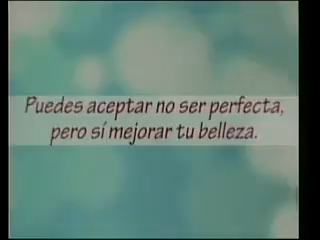 Puedes aceptar no ser perfecta,
pero sí mejorar tu belleza.